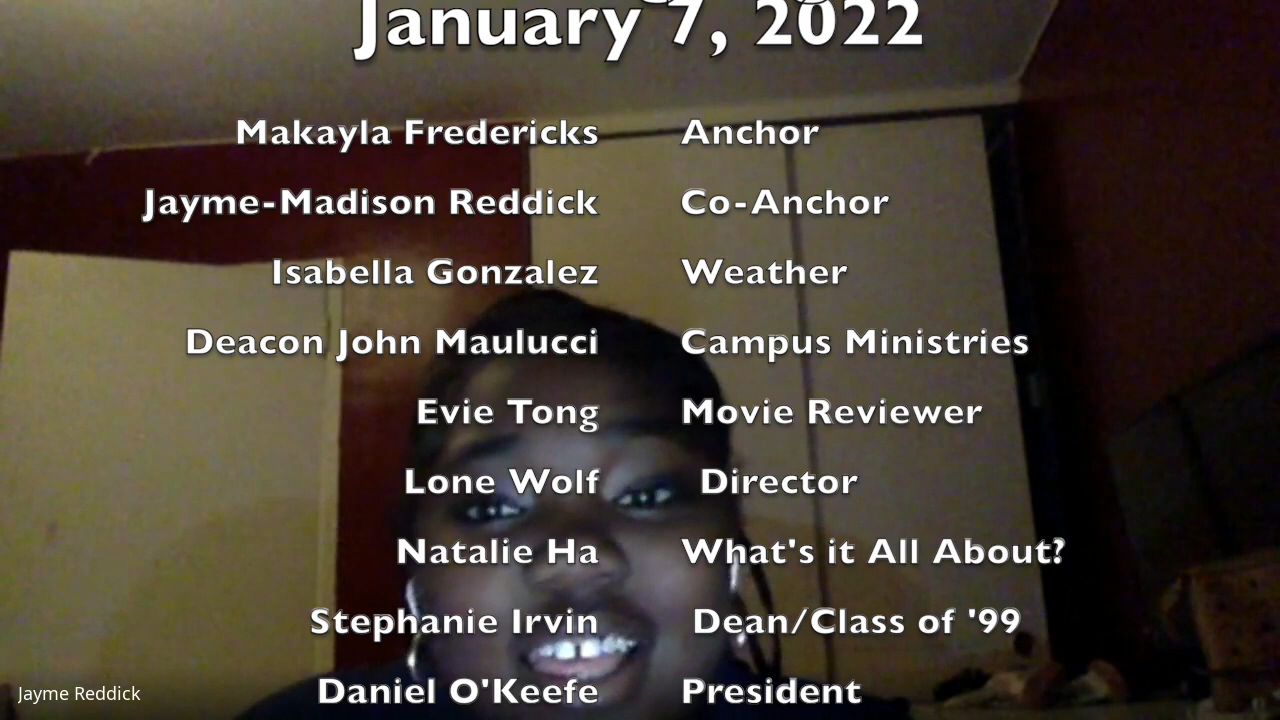 January 7, 2022
Makayla Fredericks Anchor
Jayme-Madison Reddick Co-Anchor
Isabella Gonzalez Weather
Deacon John Maulucci Campus Ministries
Evie Tong Movie Reviewer
Lone Wolf Director
Natalie Ha What's it All About?
Stephanie Irvin Dean/Class of '99
Daniel O'Keefe President
Jayme Reddick